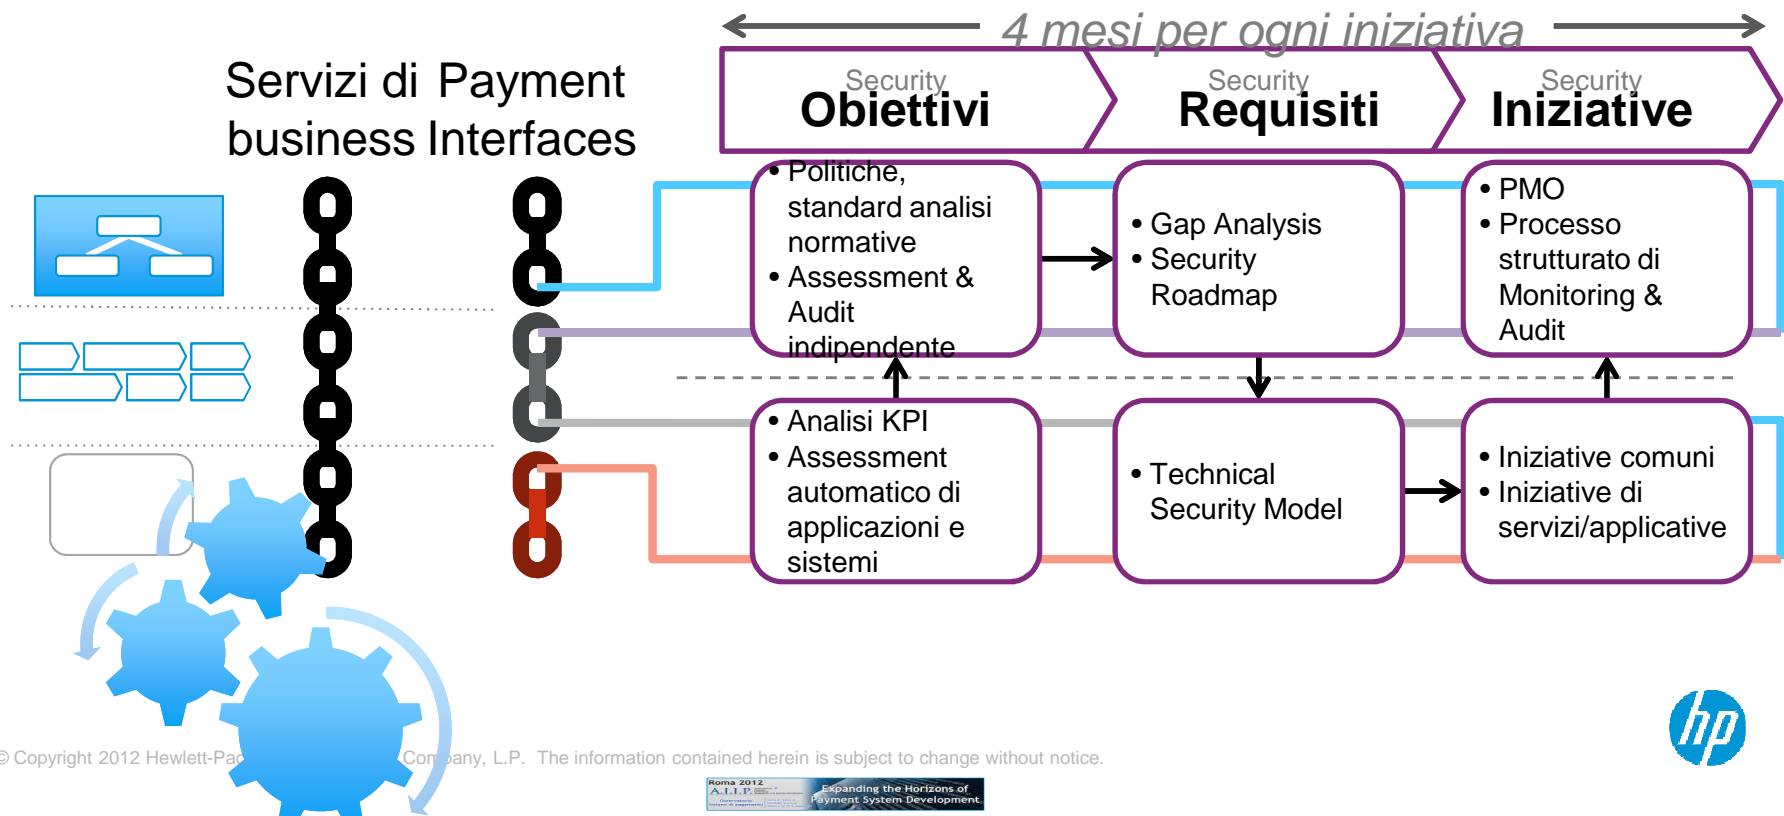 4 mesi per ogni iniziativa
Servizi di Payment
business Interfaces
Security
Obiettivi
Security
Requisiti
Security
Iniziative
• Politiche,
standard analisi
normative
• Assessment &
Audit
indipendente
• Gap Analysis
• Security
Roadmap
• PMO
• Processo
strutturato di
Monitoring &
Audit
• Analisi KPI
• Assessment
automatico di
applicazioni e
sistemi
• Technical
Security Model
• Iniziative comuni
• Iniziative di
servizi/applicative
hp
© Copyright 2012 Hewlett-Pac Company, L.P. The information contained herein is subject to change without notice.
Roma 2012
A.I.I.P.
Expanding the Horizons of
Payment System Development